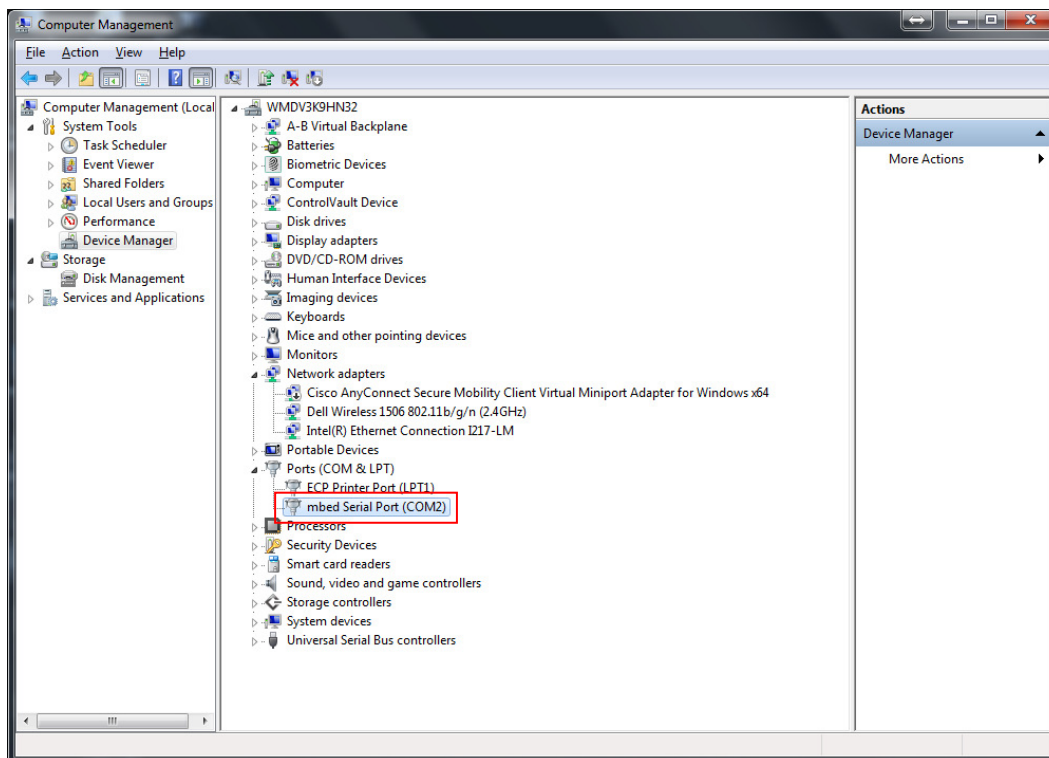 Computer Management
File Action View Help
Computer Management (Local
System Tools
Task Scheduler
Event Viewer
Shared Folders
Local Users and Groups
Performance
Device Manager
Storage
Disk Management
Services and Applications
WMDV3K9HN32
A-B Virtual Backplane
Batteries
Biometric Devices
Computer
ControlVault Device
Disk drives
Display adapters
DVD/CD-ROM drives
Human Interface Devices
Imaging devices
Keyboards
Mice and other pointing devices
Monitors
Network adapters
Cisco AnyConnect Secure Mobility Client Virtual Miniport Adapter for Windows x64
Dell Wireless 1506 802.11b/g/n (2.4GHz)
Intel(R) Ethernet Connection I217-LM
Portable Devices
Ports (COM & LPT)
ECP Printer Port (LPT1)
mbed Serial Port (COM2)
Processors
Security Devices
Smart card readers
Sound, video and game controllers
Storage controllers
System devices
Universal Serial Bus controllers
Actions
Device Manager
More Actions